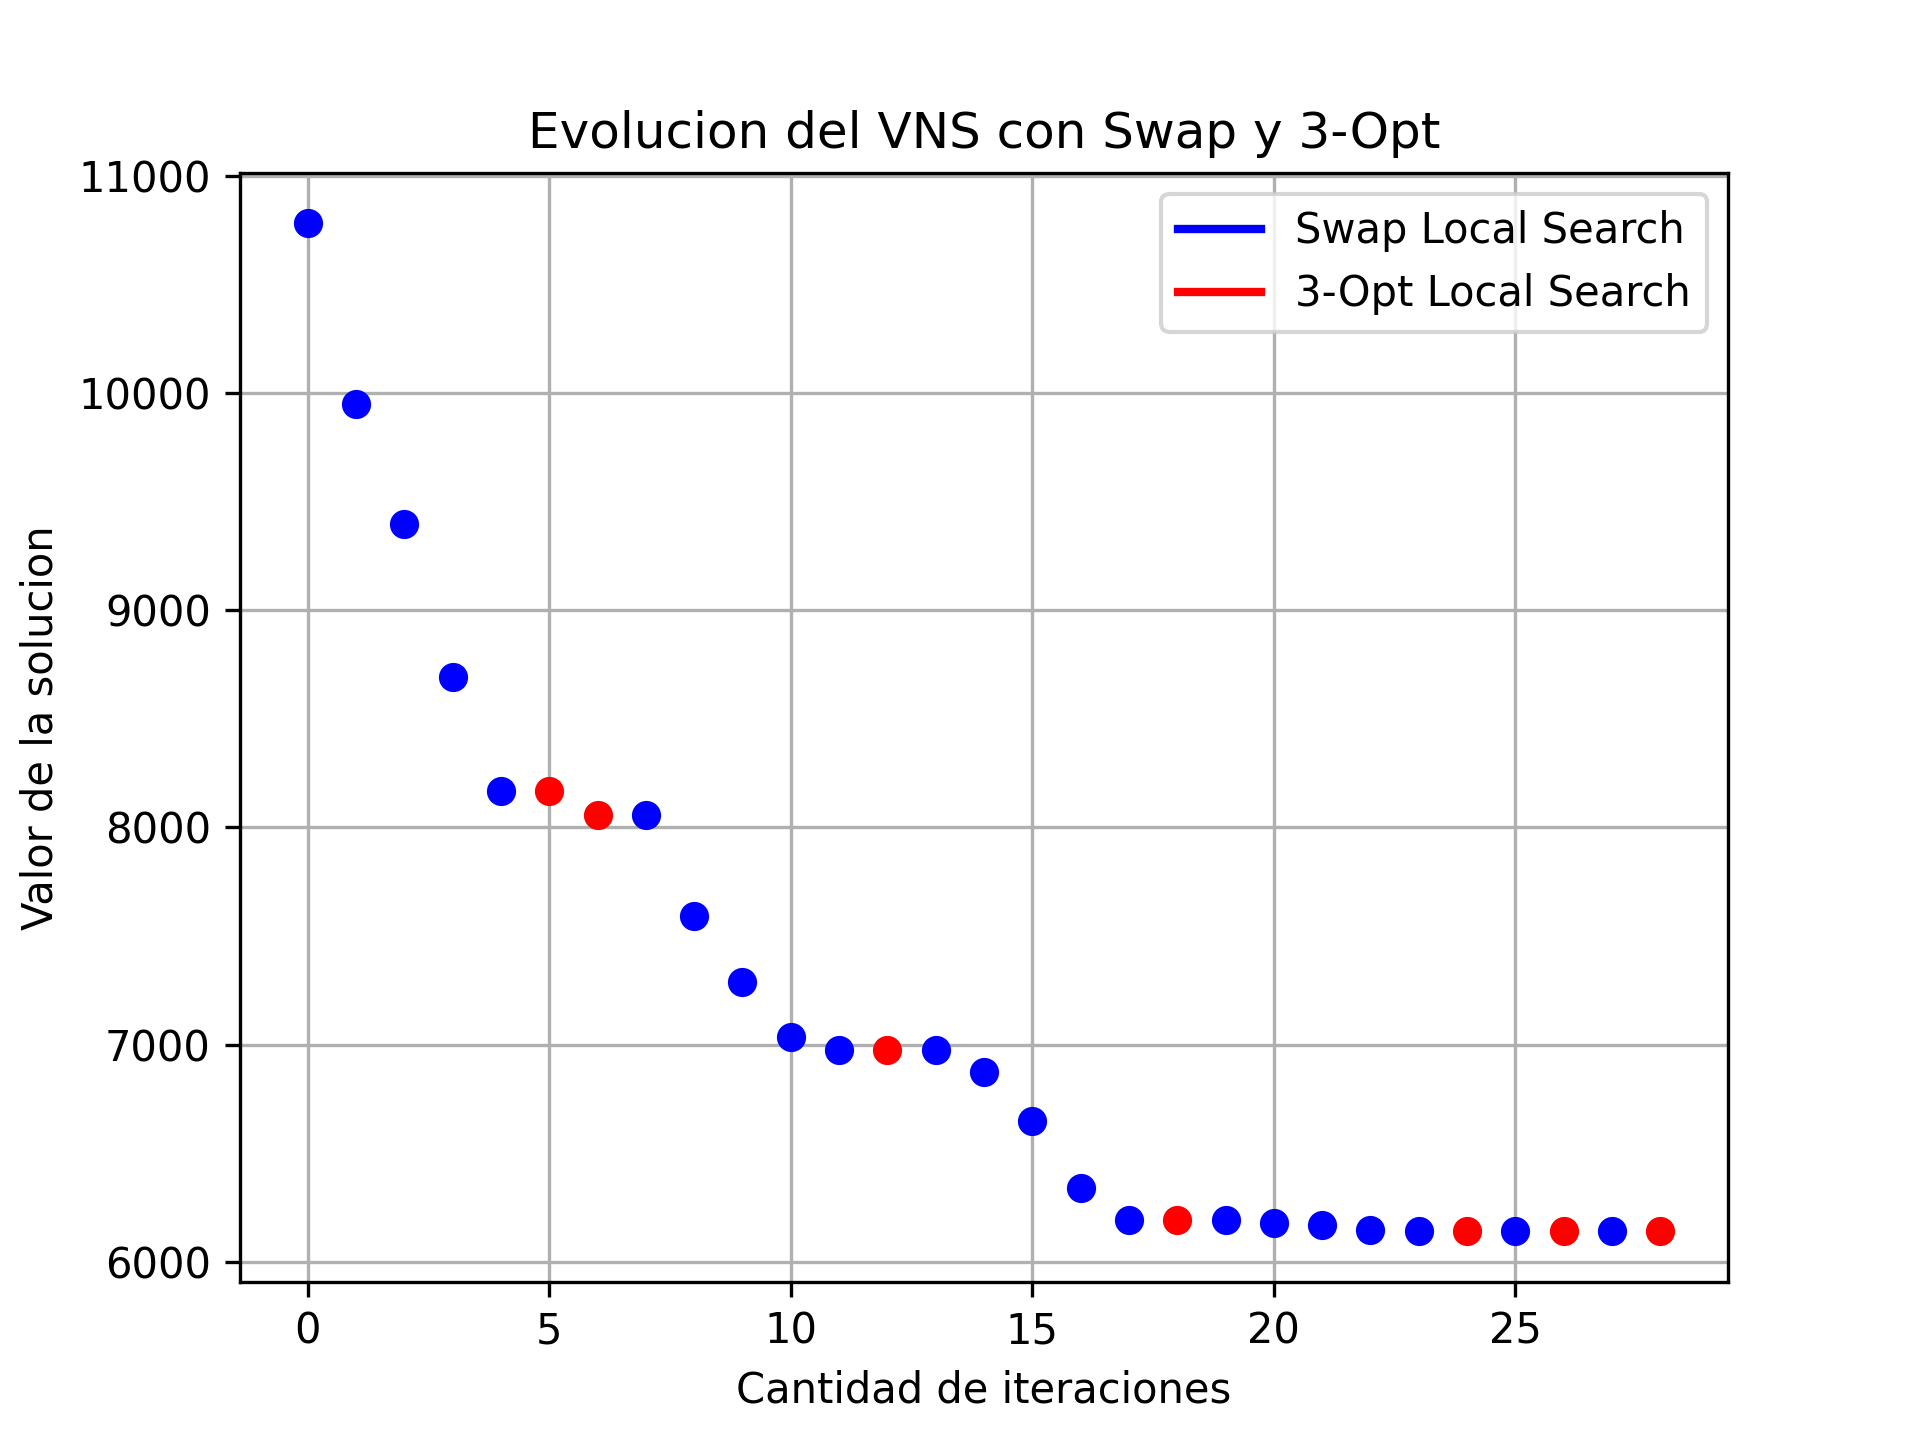 Evolucion del VNS con Swap y 3-Opt
11000
10000
9000
8000
7000
6000
Valor de la solucion
Swap Local Search
3-Opt Local Search
0 5 10 15 20 25
Cantidad de iteraciones